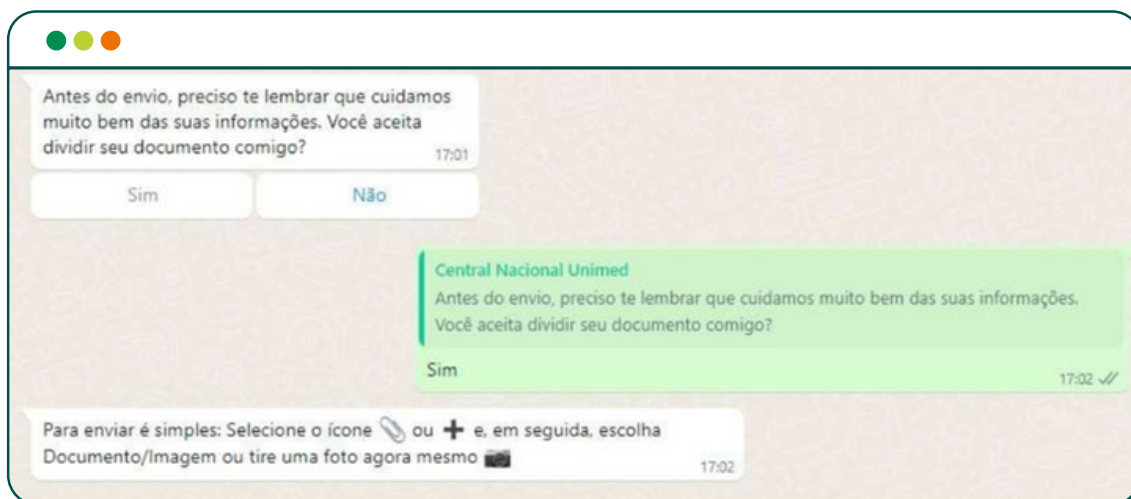 Antes do envio, preciso te lembrar que cuidamos
muito bem das suas informações. Você aceita
dividir seu documento comigo?
17:01
Sim
Não
Central Nacional Unimed
Antes do envio, preciso te lembrar que cuidamos muito bem das suas informações.
Você aceita dividir seu documento comigo?
Sim
17:02
Para enviar é simples: Selecione o ícone 📎 ou ➕ e, em seguida, escolha
Documento/Imagem ou tire uma foto agora mesmo 📷
17:02